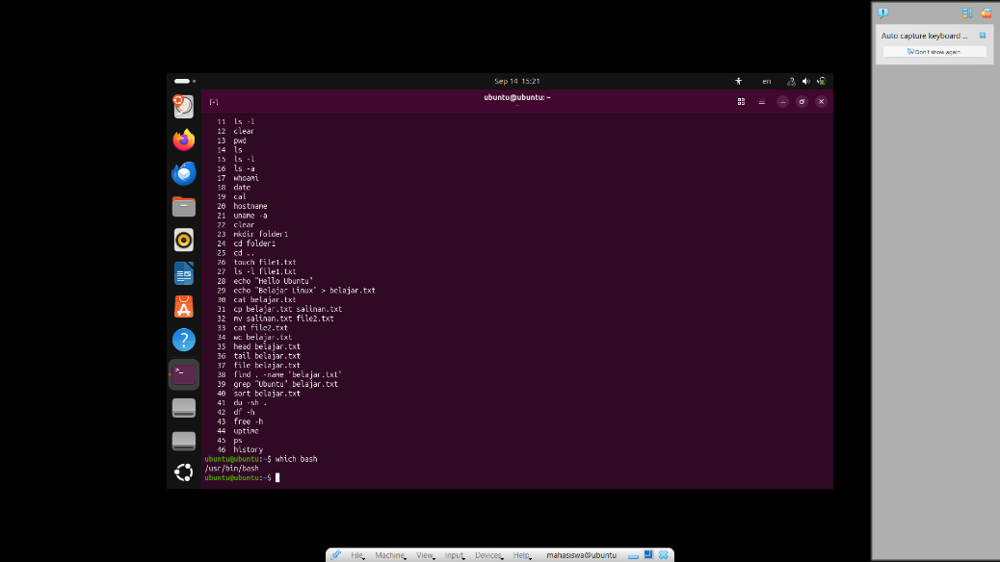 Auto capture keyboard ...
Don't show again
Sep 14 15:21
en
ubuntu@ubuntu: ~
11 ls -l
12 clear
13 pwd
14 ls
15 ls -l
16 ls -a
17 whoami
18 date
19 cal
20 hostname
21 uname -a
22 clear
23 mkdir folder1
24 cd folder1
25 cd ..
26 touch file1.txt
27 ls -l file1.txt
28 echo "Hello Ubuntu"
29 echo "Belajar Linux" > belajar.txt
30 cat belajar.txt
31 cp belajar.txt salinan.txt
32 mv salinan.txt file2.txt
33 cat file2.txt
34 wc belajar.txt
35 head belajar.txt
36 tail belajar.txt
37 file belajar.txt
38 find . -name "belajar.txt"
39 grep "Ubuntu" belajar.txt
40 sort belajar.txt
41 du -sh .
42 df -h
43 free -h
44 uptime
45 ps
46 history
ubuntu@ubuntu:~$ which bash
/usr/bin/bash
ubuntu@ubuntu:~$
File Machine View Input Devices Help mahasiswa@ubuntu